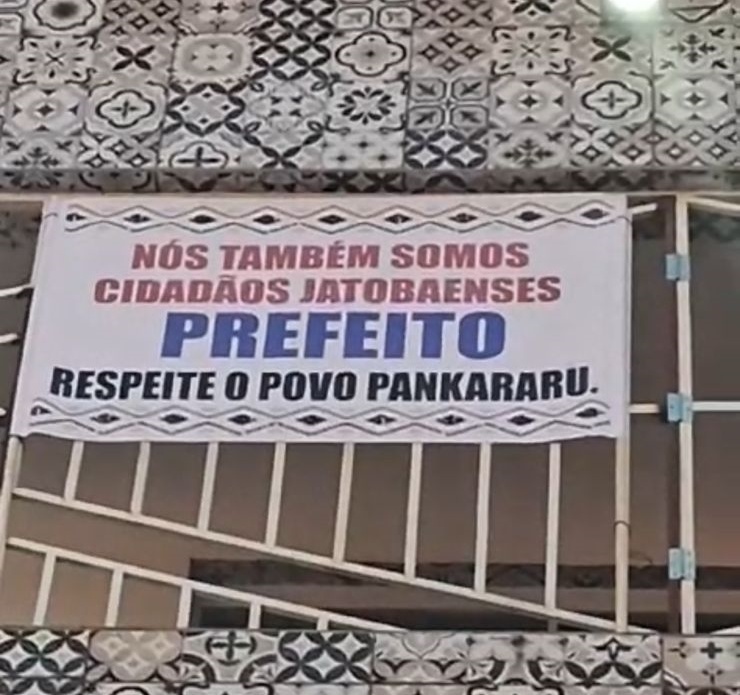 NÓS TAMBÉM SOMOS
CIDADÃOS JATOBAENSES
PREFEITO
RESPEITE O POVO PANKARARU.